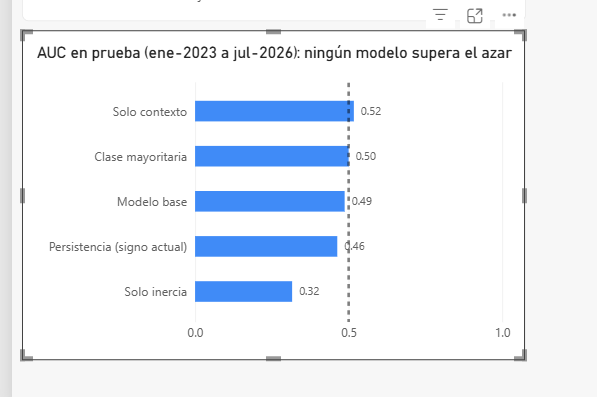 AUC en prueba (ene-2023 a jul-2026): ningún modelo supera el azar
Solo contexto 0.52
Clase mayoritaria 0.50
Modelo base 0.49
Persistencia (signo actual) 0.46
Solo inercia 0.32
0.0 0.5 1.0